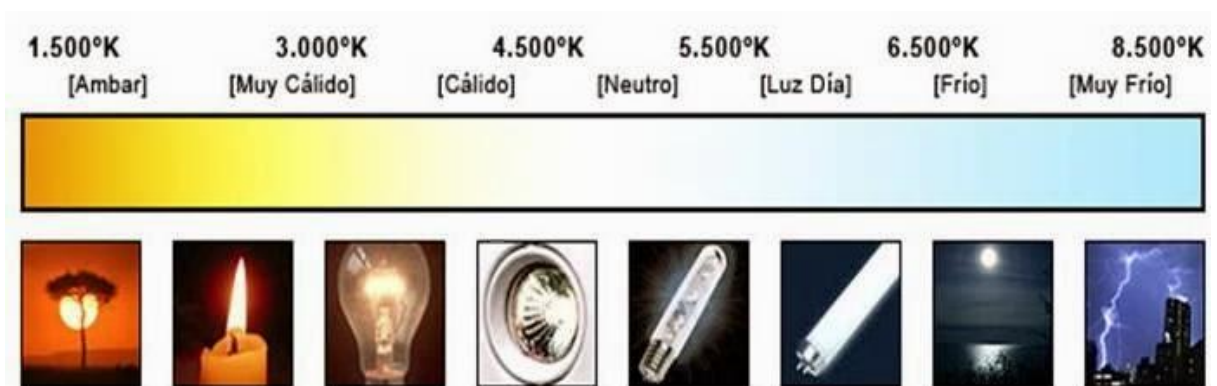 1.500°K 3.000°K 4.500°K 5.500°K 6.500°K 8.500°K
[Ambar] [Muy Cálido] [Cálido] [Neutro] [Luz Día] [Frío] [Muy Frío]